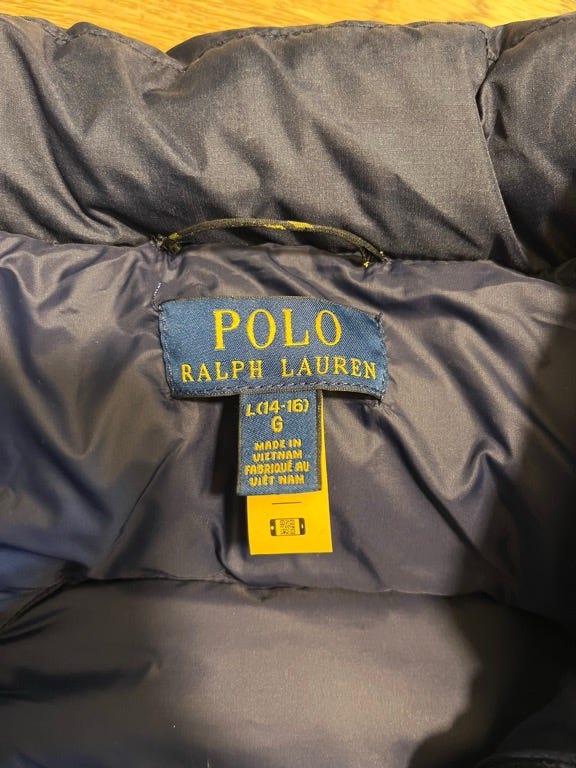 POLO
RALPH LAUREN
L(14-16)
G
MADE IN
VIETNAM
FABRIQUÉ AU
VIÊT NAM